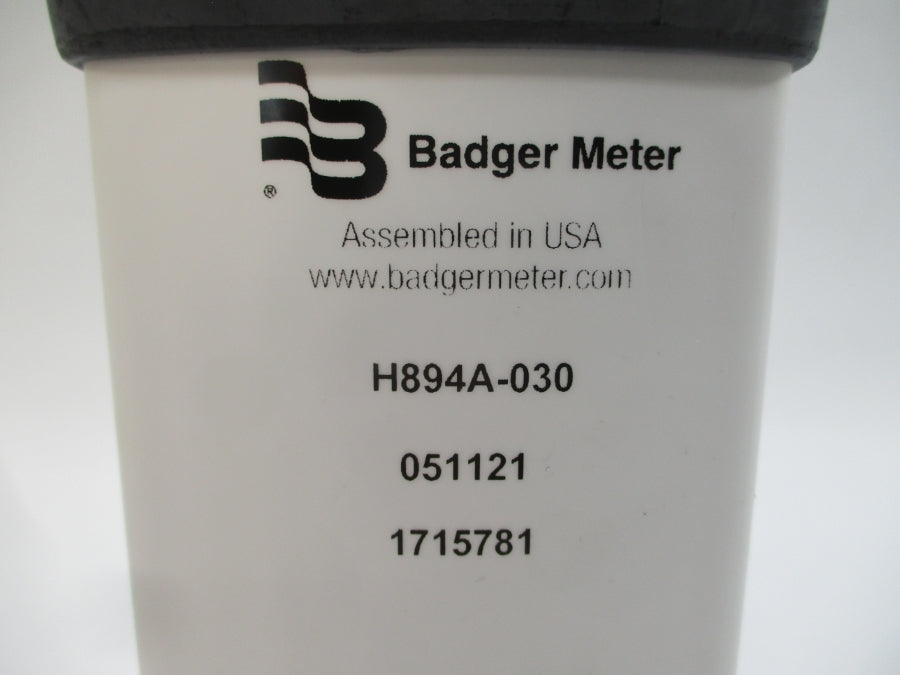 Badger Meter
®
Assembled in USA
www.badgermeter.com
H894A-030
051121
1715781